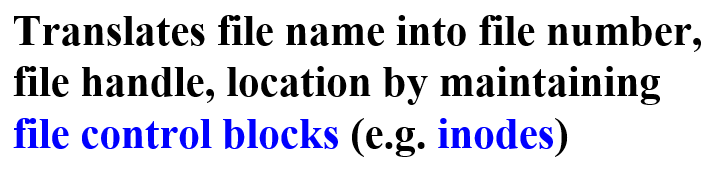 Translates file name into file number,
file handle, location by maintaining
file control blocks (e.g. inodes)